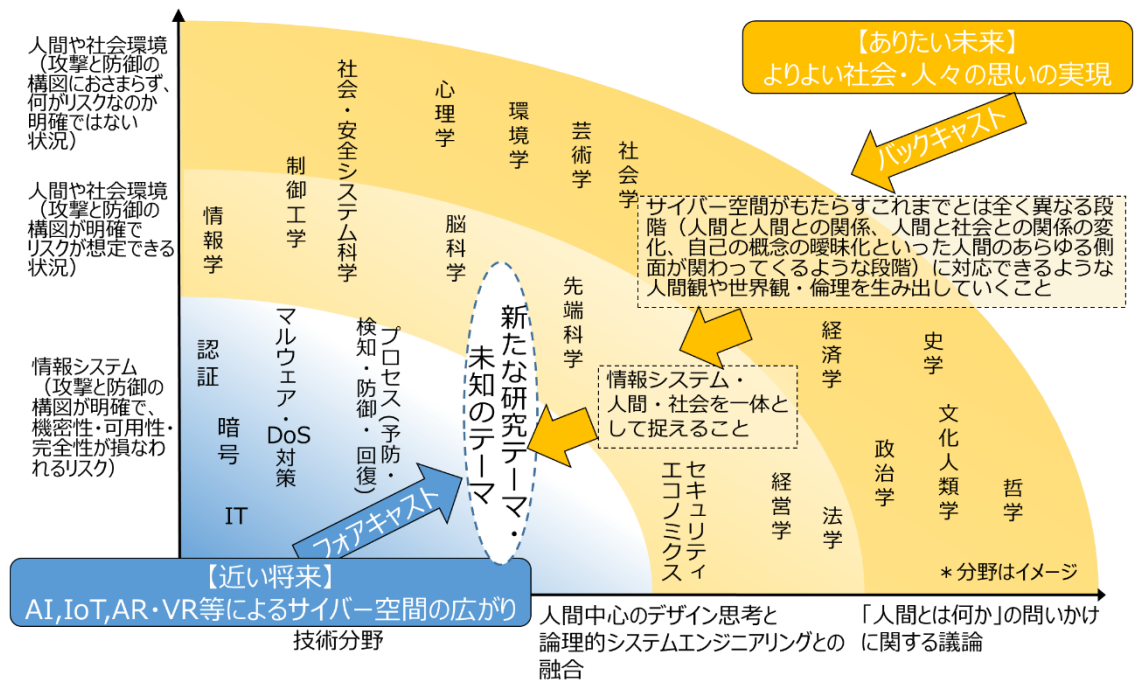 人間や社会環境
（攻撃と防御の
構図におさまらず、
何がリスクなのか
明確ではない
状況）
人間や社会環境
（攻撃と防御の
構図が明確で
リスクが想定できる
状況）
情報システム
（攻撃と防御の
構図が明確で、
機密性・可用性・
完全性が損なわ
れるリスク）
【ありたい未来】
よりよい社会・人々の思いの実現
バックキャスト
社会・安全システム科学
心理学
環境学
芸術学
社会学
制御工学
情報学
脳科学
先端科学
サイバー空間がもたらすこれまでとは全く異なる段
階（人間と人間との関係、人間と社会との関係の変
化、自己の概念の曖昧化といった人間のあらゆる側
面が関わってくるような段階）に対応できるような
人間観や世界観・倫理を生み出していくこと
情報システム・
人間・社会を一体と
して捉えること
新たな研究テーマ・
未知のテーマ
認証
暗号
IT
マルウェア・
DoS
対策
プロセス（予防・
検知・防御・回復）
フォアキャスト
経済学
史学
政治学
文化人類学
哲学
セキュリティ
エコノミクス
経営学
法学
＊分野はイメージ
【近い将来】
AI,IoT,AR・VR等によるサイバー空間の広がり
技術分野
人間中心のデザイン思考と
論理的システムエンジニアリングとの
融合
「人間とは何か」の問いかけ
に関する議論